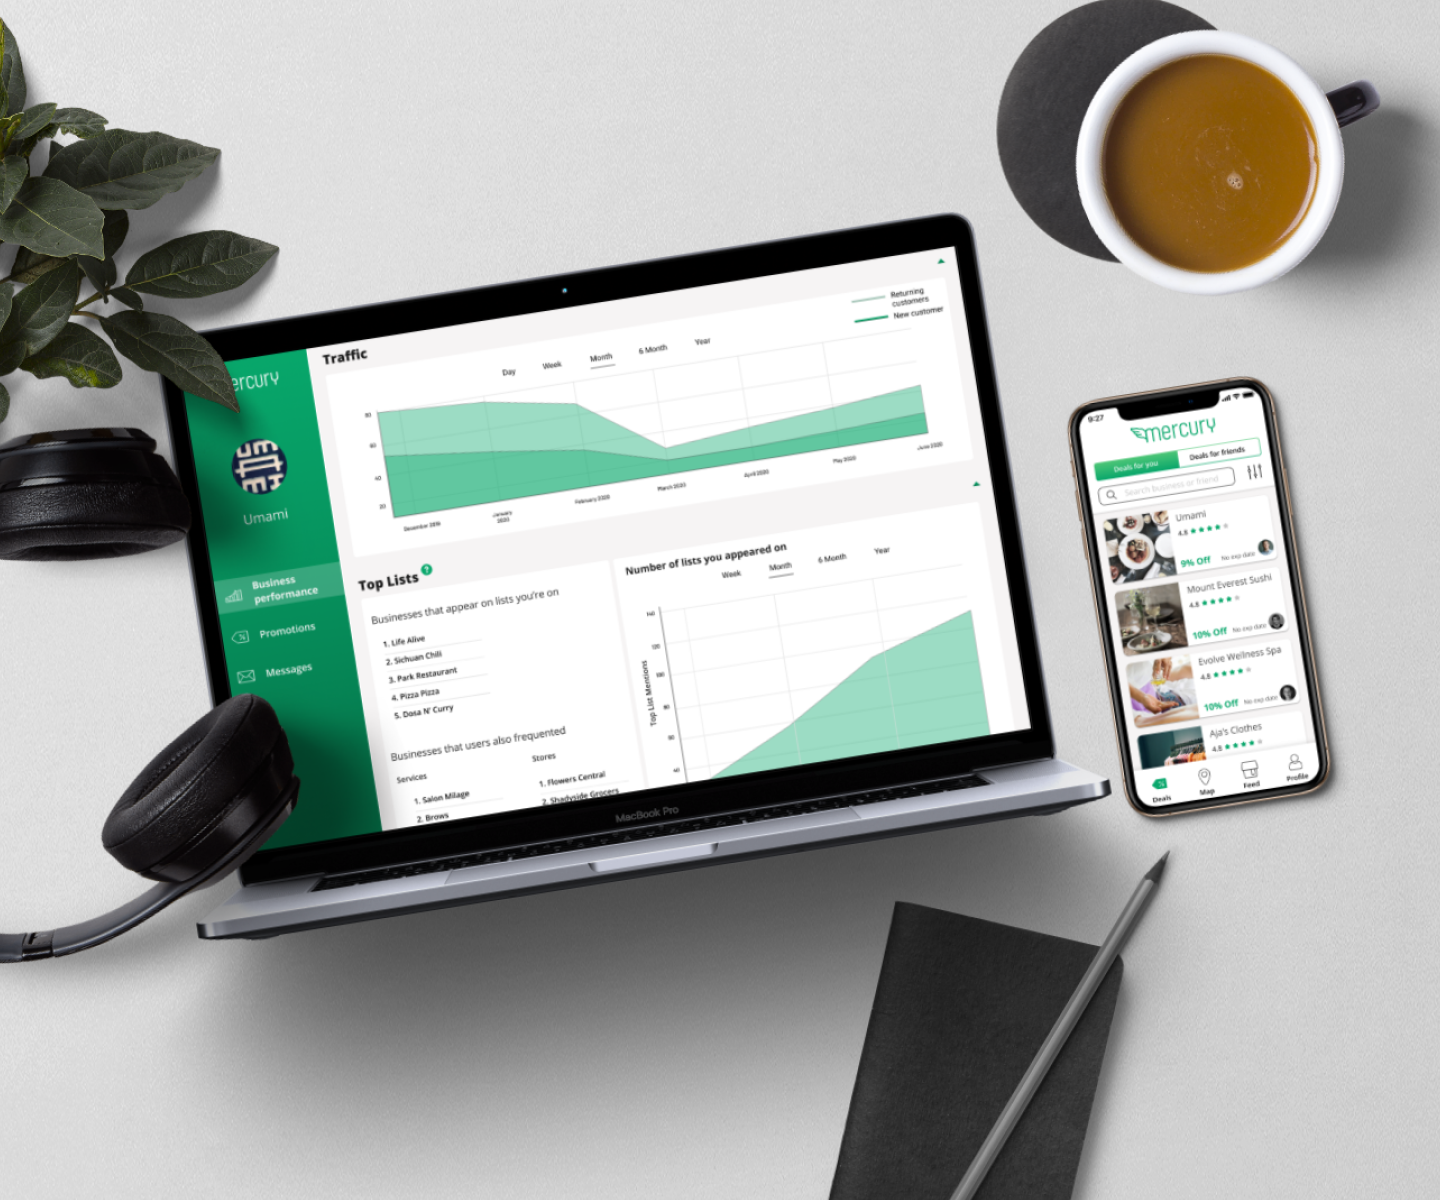 mercury
Umami
Business
performance
Promotions
Messages
Traffic
Returning
customers
New customer
Day
Week
Month
6 Month
Year
80
60
40
20
December 2019
January
2020
February 2020
March 2020
April 2020
May 2020
June 2020
Top Lists
?
Businesses that appear on lists you're on
1. Life Alive
2. Sichuan Chili
3. Park Restaurant
4. Pizza Pizza
5. Dosa N' Curry
Businesses that users also frequented
Services
Stores
1. Salon Milage
2. Brows
1. Flowers Central
2. Shadyside Grocers
Number of lists you appeared on
Week
Month
6 Month
Year
Top List Mentions
140
120
100
80
60
40
MacBook Pro
9:27
mercury
Deals for you
Deals for friends
Search business or friend
Umami
4.8
9% Off
No exp date
Mount Everest Sushi
4.8
10% Off
No exp date
Evolve Wellness Spa
4.8
10% Off
No exp date
Aja's Clothes
4.8
Deals
Map
Feed
Profile